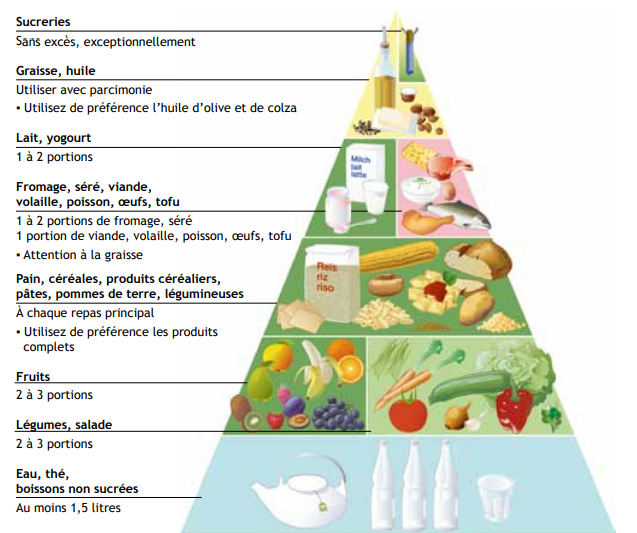 Sucreries
Sans excès, exceptionnellement
Graisse, huile
Utiliser avec parcimonie
▪ Utilisez de préférence l'huile d'olive et de colza
Lait, yogourt
1 à 2 portions
Fromage, séré, viande,
volaille, poisson, œufs, tofu
1 à 2 portions de fromage, séré
1 portion de viande, volaille, poisson, œufs, tofu
▪ Attention à la graisse
Pain, céréales, produits céréaliers,
pâtes, pommes de terre, légumineuses
À chaque repas principal
▪ Utilisez de préférence les produits
complets
Fruits
2 à 3 portions
Légumes, salade
2 à 3 portions
Eau, thé,
boissons non sucrées
Au moins 1,5 litres
Milch
lait
latte
Reis
riz
riso